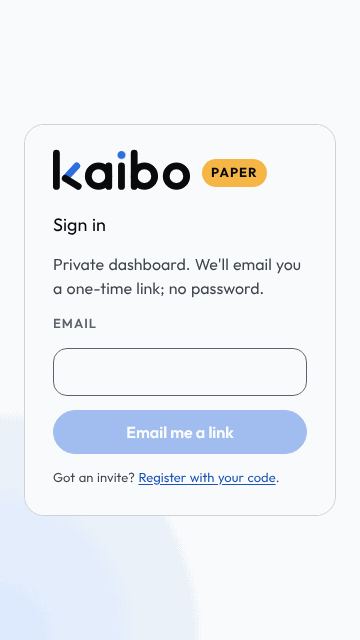 kaibo PAPER
Sign in
Private dashboard. We'll email you
a one-time link; no password.
EMAIL
Email me a link
Got an invite? Register with your code.